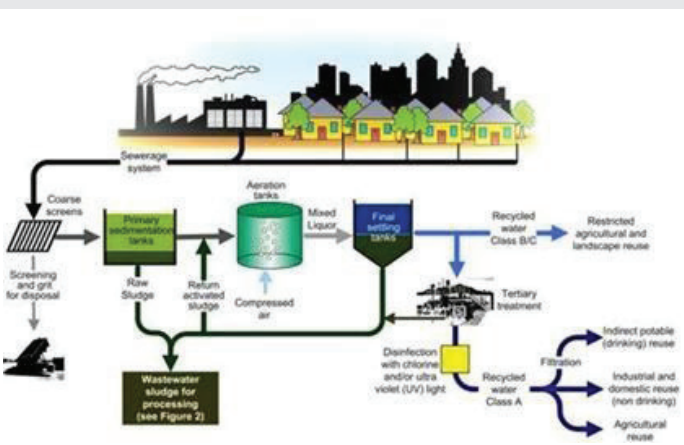 Sewerage
system
Coarse
screens
Aeration
tanks
Primary
sedimentation
tanks
Mixed
Liquor
Final
settling
tanks
Recycled
water
Class B/C
Restricted
agricultural and
landscape reuse
Screening
and grit
for disposal
Raw
Sludge
Return
activated
sludge
Compressed
air
Tertiary
treatment
Disinfection
with chlorine
and/or ultra
violet (UV) light
Wastewater
sludge for
processing
(see Figure 2)
Recycled
water
Class A
Filtration
Indirect potable
(drinking) reuse
Industrial and
domestic reuse
(non drinking)
Agricultural
reuse